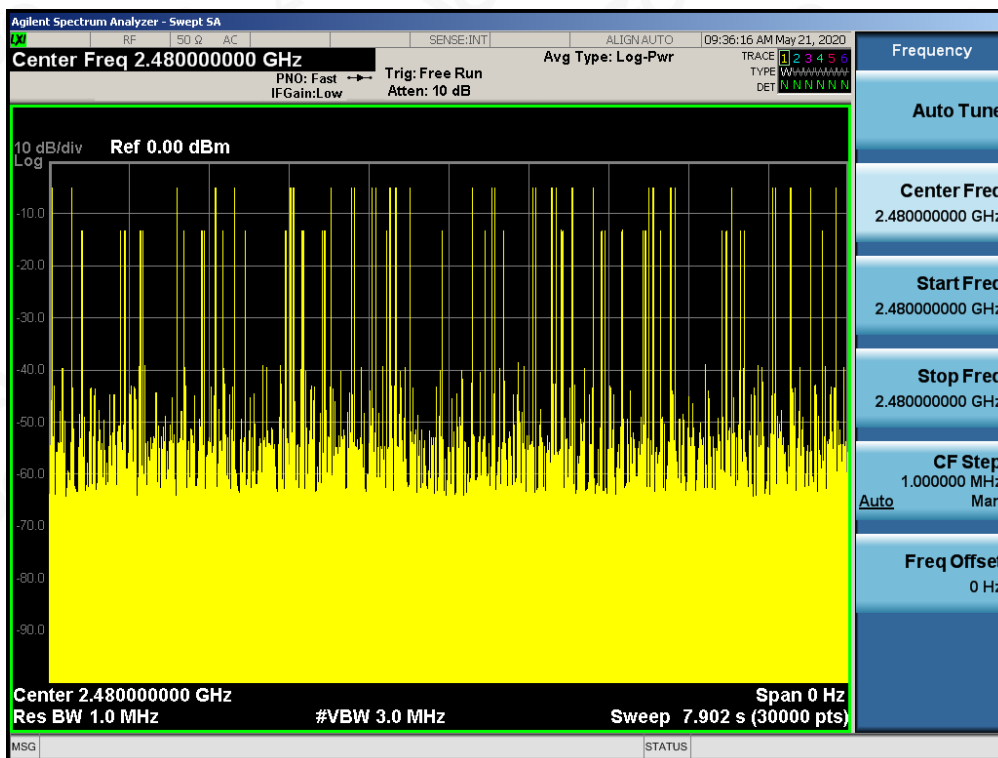 Agilent Spectrum Analyzer - Swept SA
LXI RF 50 Ω AC SENSE:INT ALIGN AUTO 09:36:16 AM May 21, 2020
Center Freq 2.480000000 GHz
PNO: Fast
IFGain:Low
Trig: Free Run
Atten: 10 dB
Avg Type: Log-Pwr
TRACE 1 2 3 4 5 6
TYPE WWWWWWW
DET N N N N N N
10 dB/div Ref 0.00 dBm
Log
-10.0
-20.0
-30.0
-40.0
-50.0
-60.0
-70.0
-80.0
-90.0
Center 2.480000000 GHz Span 0 Hz
Res BW 1.0 MHz #VBW 3.0 MHz Sweep 7.902 s (30000 pts)
MSG STATUS
Frequency
Auto Tune
Center Freq
2.480000000 GHz
Start Freq
2.480000000 GHz
Stop Freq
2.480000000 GHz
CF Step
1.000000 MHz
Auto Man
Freq Offset
0 Hz